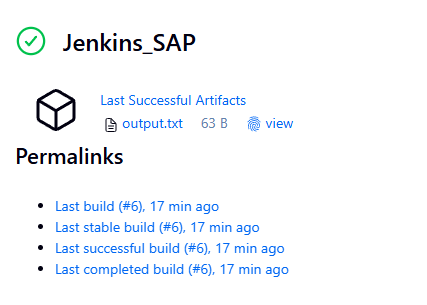 Jenkins_SAP
Last Successful Artifacts
output.txt 63 B view
Permalinks
Last build (#6), 17 min ago
Last stable build (#6), 17 min ago
Last successful build (#6), 17 min ago
Last completed build (#6), 17 min ago